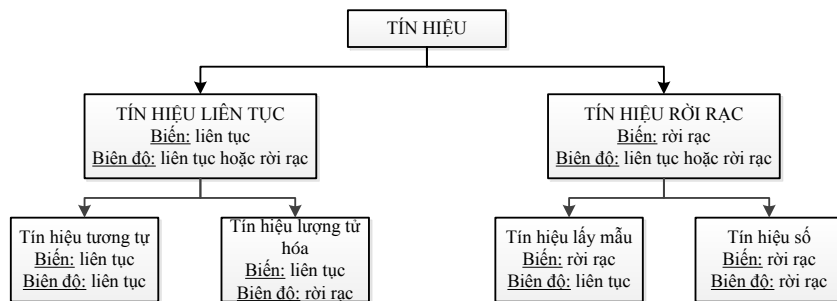 TÍN HIỆU
TÍN HIỆU LIÊN TỤC
Biến: liên tục
Biên độ: liên tục hoặc rời rạc
TÍN HIỆU RỜI RẠC
Biến: rời rạc
Biên độ: liên tục hoặc rời rạc
Tín hiệu tương tự
Biến: liên tục
Biên độ: liên tục
Tín hiệu lượng tử
hóa
Biến: liên tục
Biên độ: rời rạc
Tín hiệu lấy mẫu
Biến: rời rạc
Biên độ: liên tục
Tín hiệu số
Biến: rời rạc
Biên độ: rời rạc